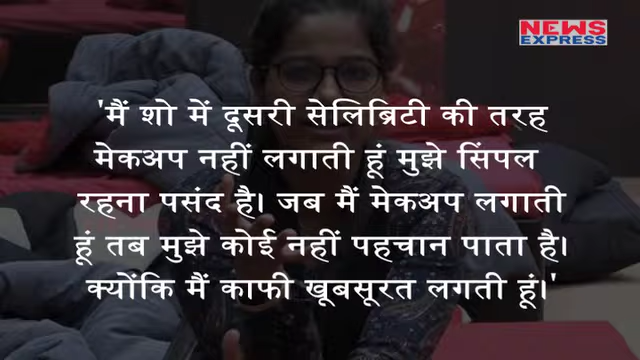 NEWS
EXPRESS
'मैं शो में दूसरी सेलिब्रिटी की तरह
मेकअप नहीं लगाती हूं मुझे सिंपल
रहना पसंद है। जब मैं मेकअप लगाती
हूं तब मुझे कोई नहीं पहचान पाता है।
क्योंकि मैं काफी खूबसूरत लगती हूं।'